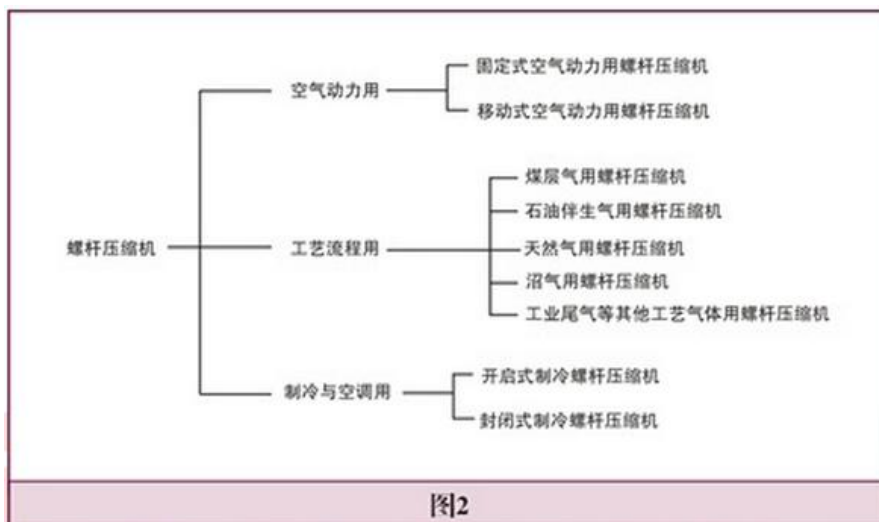 螺杆压缩机
空气动力用
固定式空气动力用螺杆压缩机
移动式空气动力用螺杆压缩机
工艺流程用
煤层气用螺杆压缩机
石油伴生气用螺杆压缩机
天然气用螺杆压缩机
沼气用螺杆压缩机
工业尾气等其他工艺气体用螺杆压缩机
制冷与空调用
开启式制冷螺杆压缩机
封闭式制冷螺杆压缩机
图2